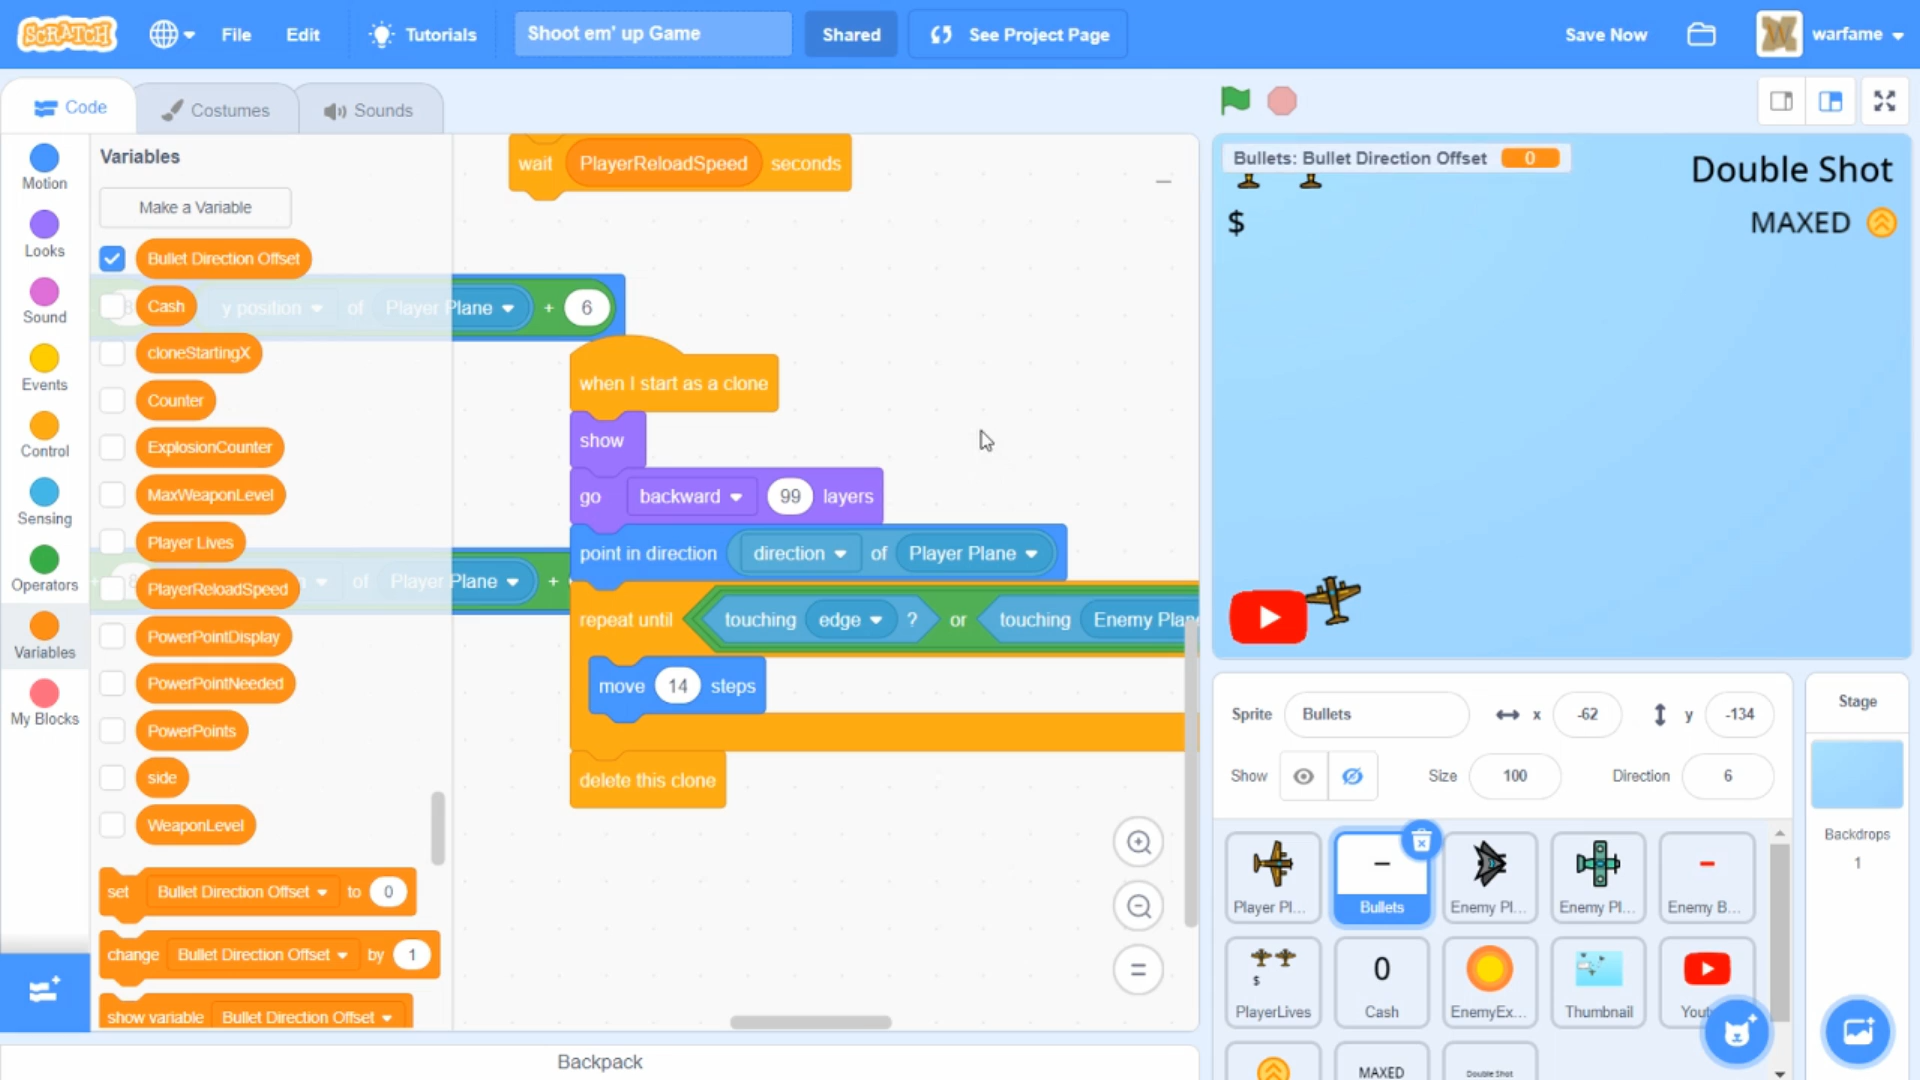 SCRATCH
File
Edit
Tutorials
Shoot em' up Game
Shared
See Project Page
Save Now
warfame
Code
Costumes
Sounds
Motion
Looks
Sound
Events
Control
Sensing
Operators
Variables
My Blocks
Variables
Make a Variable
Bullet Direction Offset
Cash
cloneStartingX
Counter
ExplosionCounter
MaxWeaponLevel
Player Lives
PlayerReloadSpeed
PowerPointDisplay
PowerPointNeeded
PowerPoints
side
WeaponLevel
set Bullet Direction Offset to 0
change Bullet Direction Offset by 1
show variable Bullet Direction Offset
wait PlayerReloadSpeed seconds
y position of Player Plane + 6
of Player Plane +
when I start as a clone
show
go backward 99 layers
point in direction direction of Player Plane
repeat until touching edge ? or touching Enemy Plane
move 14 steps
delete this clone
Backpack
Bullets: Bullet Direction Offset 0
Double Shot
$
MAXED
Sprite Bullets x -62 y -134
Show Size 100 Direction 6
Stage
Backdrops
1
Player Pl...
Bullets
Enemy Pl...
Enemy Pl...
Enemy B...
$
PlayerLives
0
Cash
EnemyEx...
Thumbnail
Yout
MAXED
Double Shot